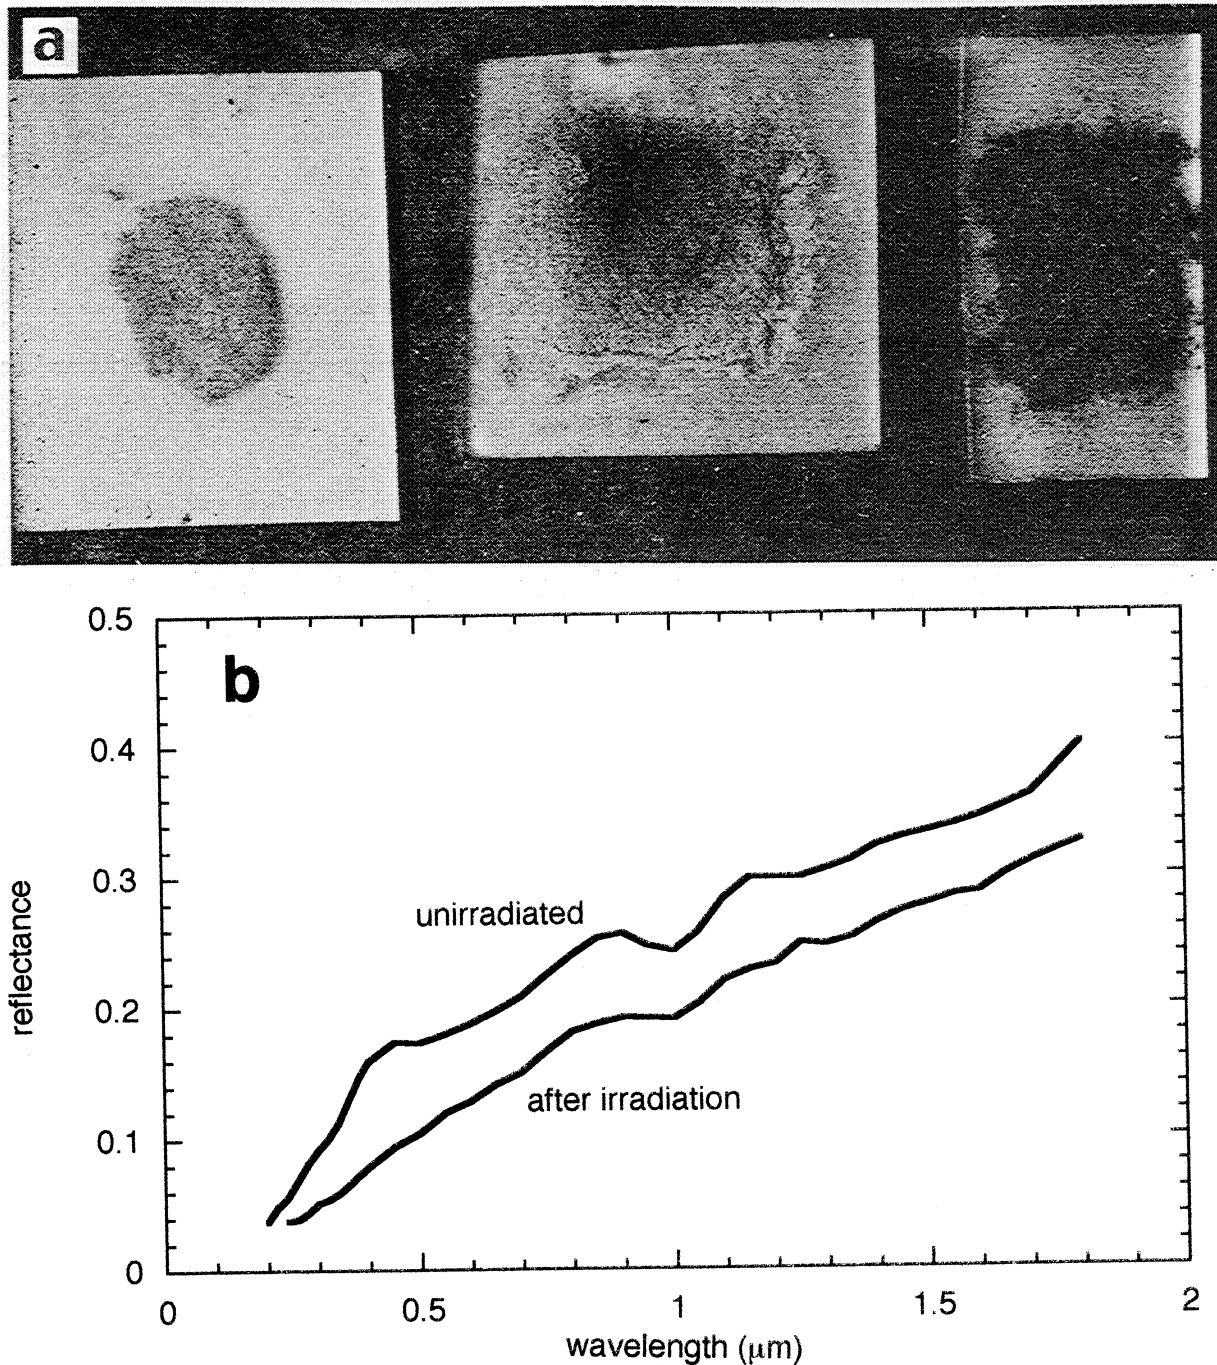 a
b
0.5
0.4
0.3
0.2
0.1
0
reflectance
unirradiated
after irradiation
0 0.5 1 1.5 2
wavelength (μm)